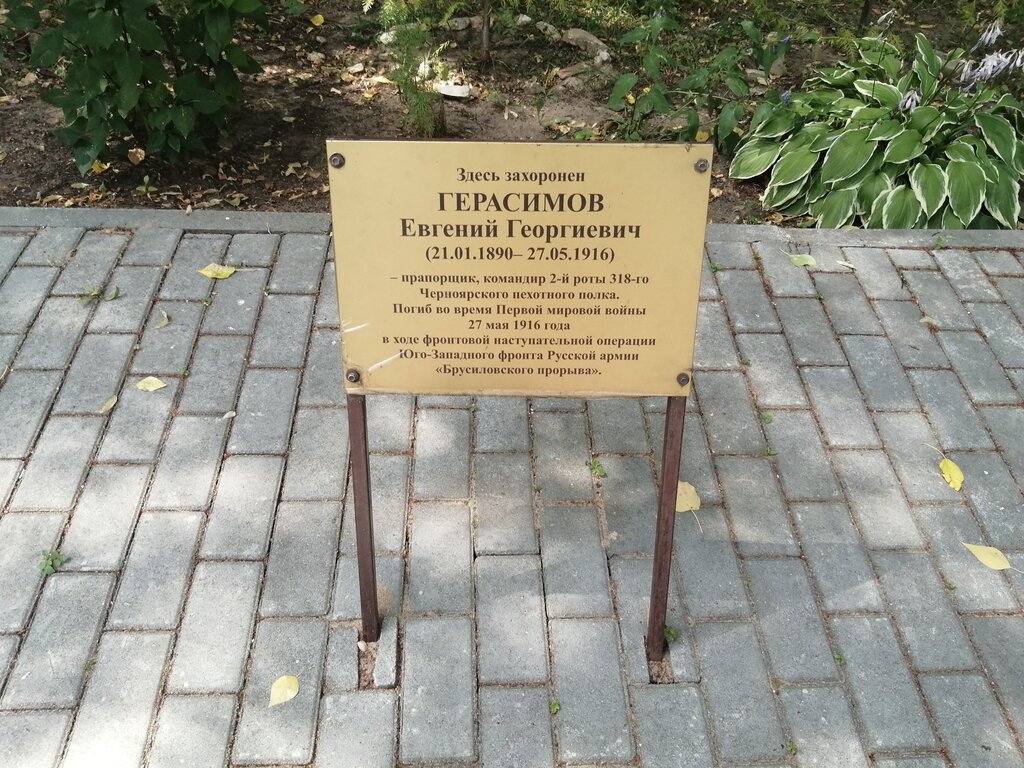 Здесь захоронен
ГЕРАСИМОВ
Евгений Георгиевич
(21.01.1890– 27.05.1916)
– прапорщик, командир 2-й роты 318-го
Черноярского пехотного полка.
Погиб во время Первой мировой войны
27 мая 1916 года
в ходе фронтовой наступательной операции
Юго-Западного фронта Русской армии
«Брусиловского прорыва».